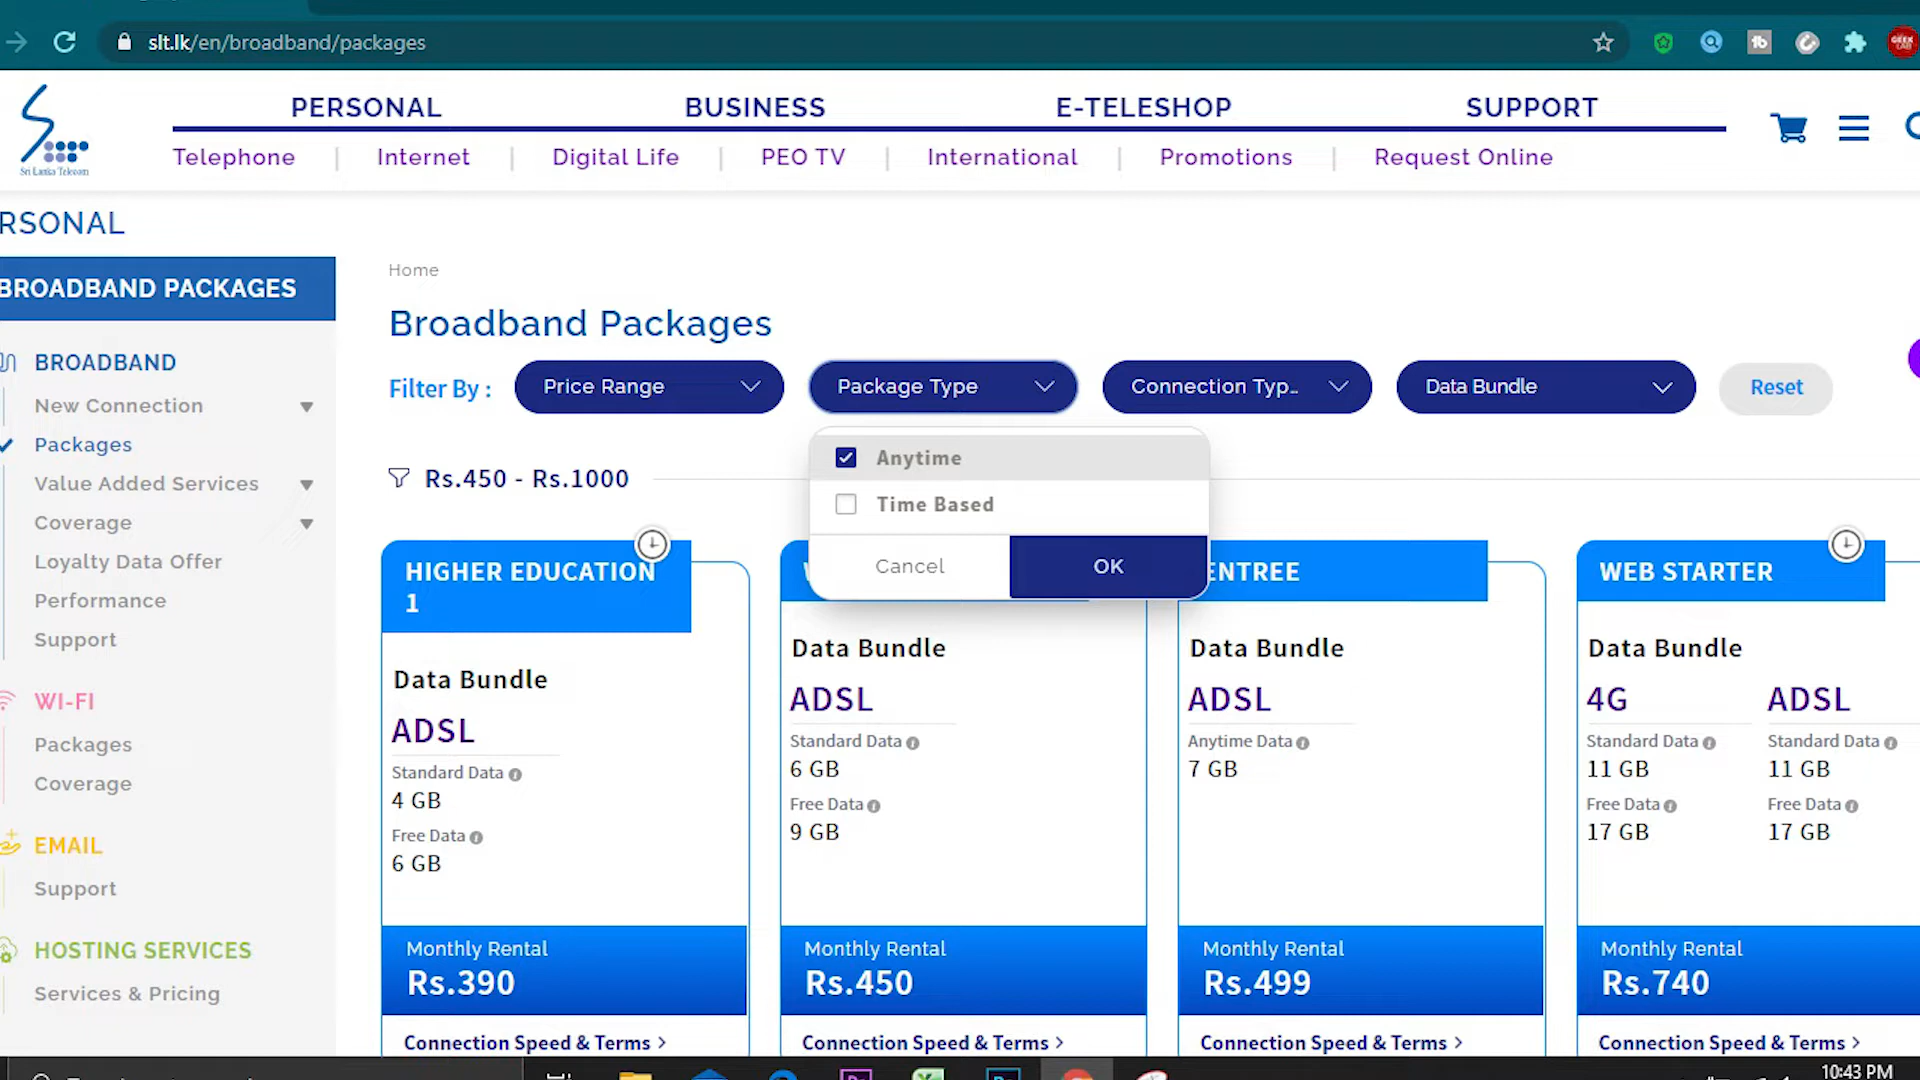 slt.lk/en/broadband/packages
PERSONAL BUSINESS E-TELESHOP SUPPORT
Telephone | Internet | Digital Life | PEO TV | International | Promotions | Request Online
Sri Lanka Telecom
RSONAL
BROADBAND PACKAGES
BROADBAND
New Connection
Packages
Value Added Services
Coverage
Loyalty Data Offer
Performance
Support
WI-FI
Packages
Coverage
EMAIL
Support
HOSTING SERVICES
Services & Pricing
Home
Broadband Packages
Filter By : Price Range Package Type Connection Typ... Data Bundle Reset
Anytime
Time Based
Cancel OK
Rs.450 - Rs.1000
HIGHER EDUCATION
1
Data Bundle
ADSL
Standard Data
4 GB
Free Data
6 GB
Monthly Rental
Rs.390
Connection Speed & Terms >
Data Bundle
ADSL
Standard Data
6 GB
Free Data
9 GB
Monthly Rental
Rs.450
Connection Speed & Terms >
ENTREE
Data Bundle
ADSL
Anytime Data
7 GB
Monthly Rental
Rs.499
Connection Speed & Terms >
WEB STARTER
Data Bundle
4G ADSL
Standard Data Standard Data
11 GB 11 GB
Free Data Free Data
17 GB 17 GB
Monthly Rental
Rs.740
Connection Speed & Terms >
10:43 PM